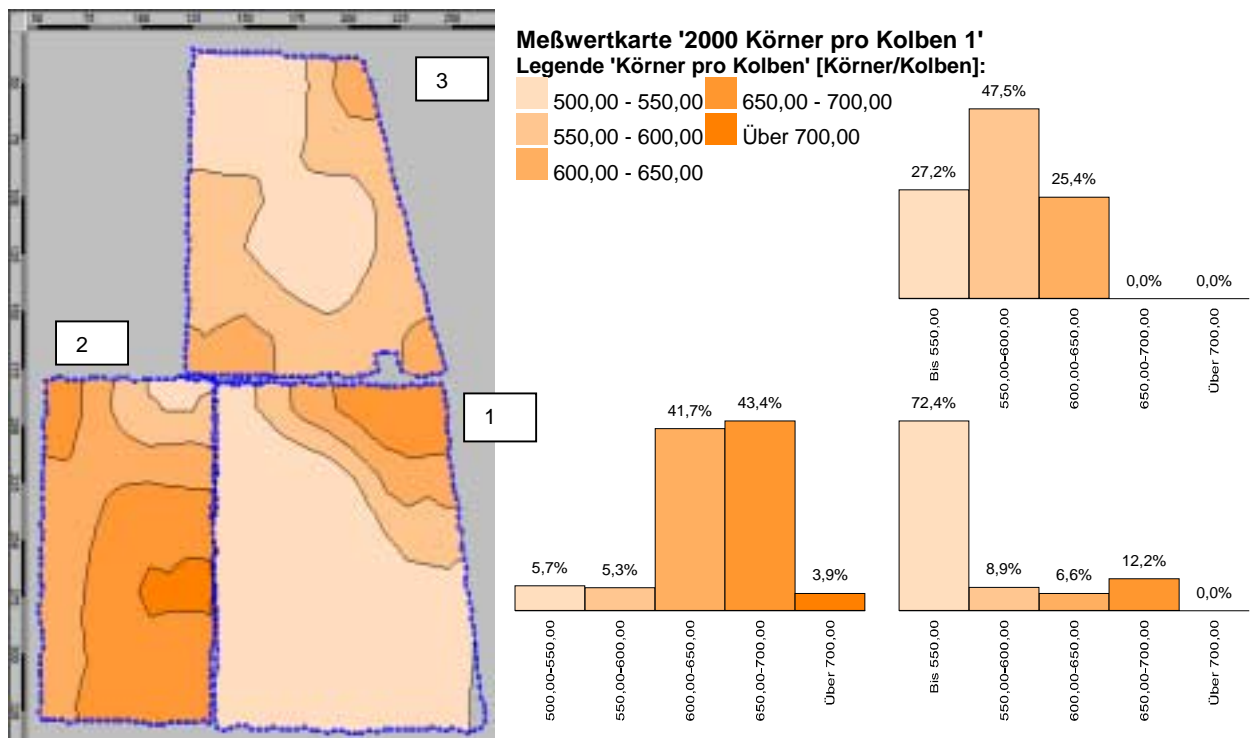 3
2
1
Meßwertkarte '2000 Körner pro Kolben 1'
Legende 'Körner pro Kolben' [Körner/Kolben]:
500,00 - 550,00
650,00 - 700,00
550,00 - 600,00
Über 700,00
600,00 - 650,00
27,2%
47,5%
25,4%
0,0%
0,0%
Bis 550,00
550,00-600,00
600,00-650,00
650,00-700,00
Über 700,00
5,7%
5,3%
41,7%
43,4%
3,9%
500,00-550,00
550,00-600,00
600,00-650,00
650,00-700,00
Über 700,00
72,4%
8,9%
6,6%
12,2%
0,0%
Bis 550,00
550,00-600,00
600,00-650,00
650,00-700,00
Über 700,00